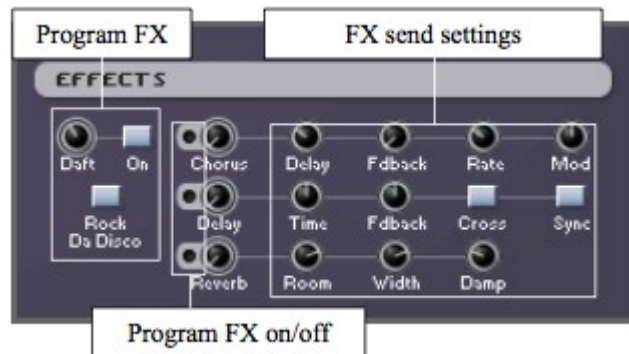 Program FX
FX send settings
EFFECTS
Daft On Chorus Delay Fdback Rate Mod
Rock
Da Disco
Delay Time Fdback Cross Sync
Reverb Room Width Damp
Program FX on/off